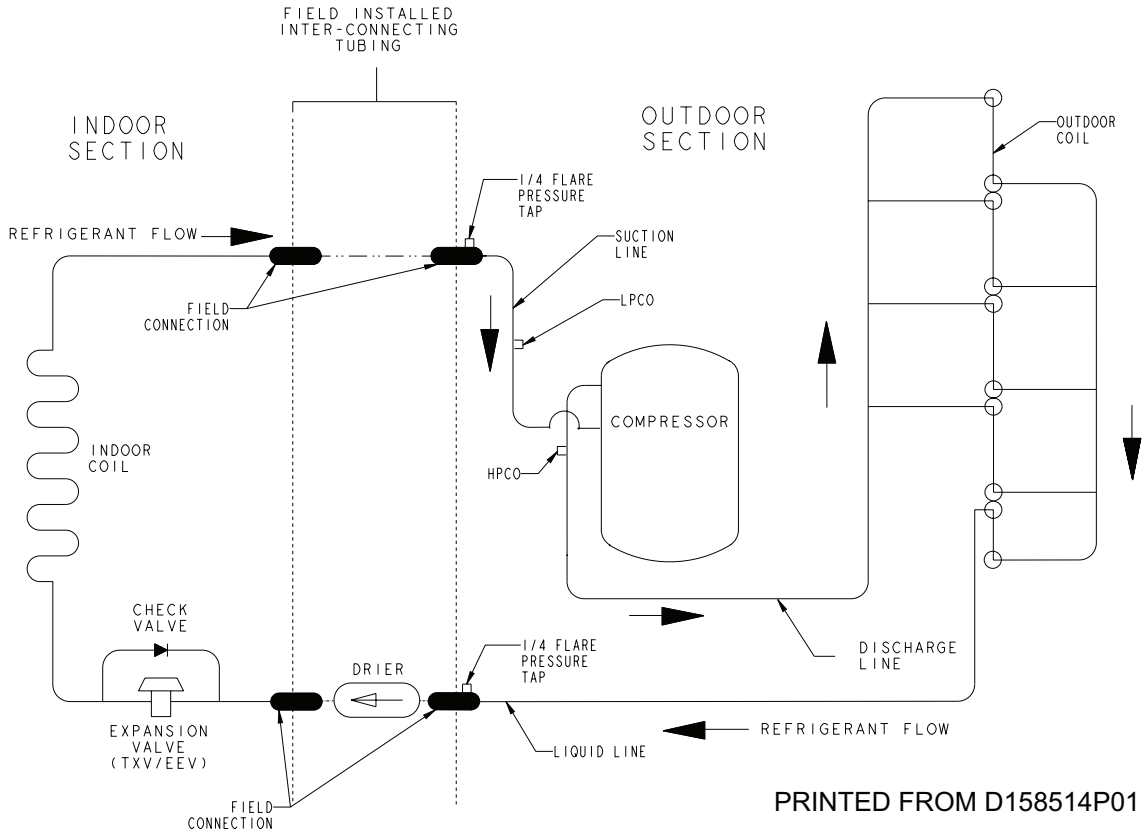 FIELD INSTALLED
INTER-CONNECTING
TUBING
INDOOR
SECTION
OUTDOOR
SECTION
OUTDOOR
COIL
1/4 FLARE
PRESSURE
TAP
REFRIGERANT FLOW
SUCTION
LINE
FIELD
CONNECTION
LPCO
COMPRESSOR
INDOOR
COIL
HPCO
CHECK
VALVE
1/4 FLARE
PRESSURE
TAP
DRIER
DISCHARGE
LINE
EXPANSION
VALVE
(TXV/EEV)
REFRIGERANT FLOW
LIQUID LINE
FIELD
CONNECTION
PRINTED FROM D158514P01